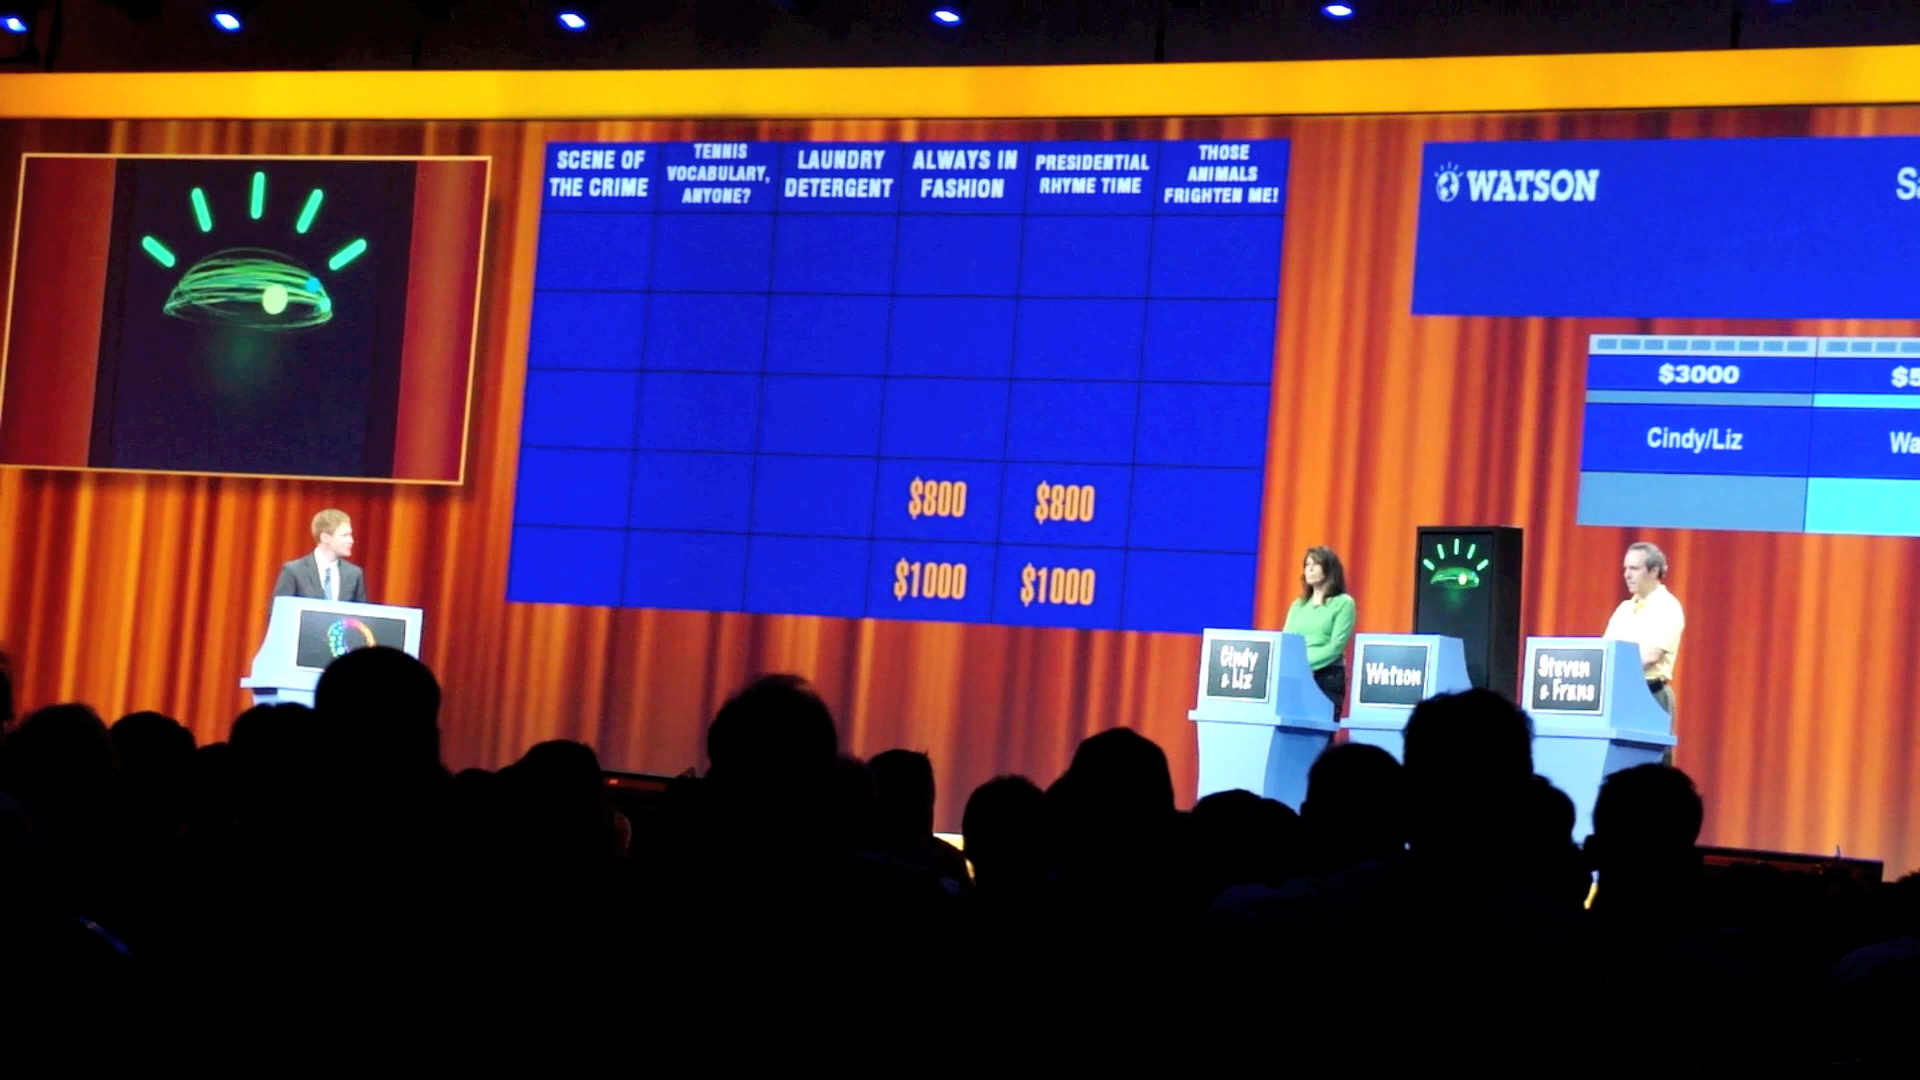 SCENE OF
THE CRIME
TENNIS
VOCABULARY,
ANYONE?
LAUNDRY
DETERGENT
ALWAYS IN
FASHION
PRESIDENTIAL
RHYME TIME
THOSE
ANIMALS
FRIGHTEN ME!
$800
$800
$1000
$1000
WATSON
$3000
Cindy/Liz
Cindy
& Liz
Watson
Steven
& Frans